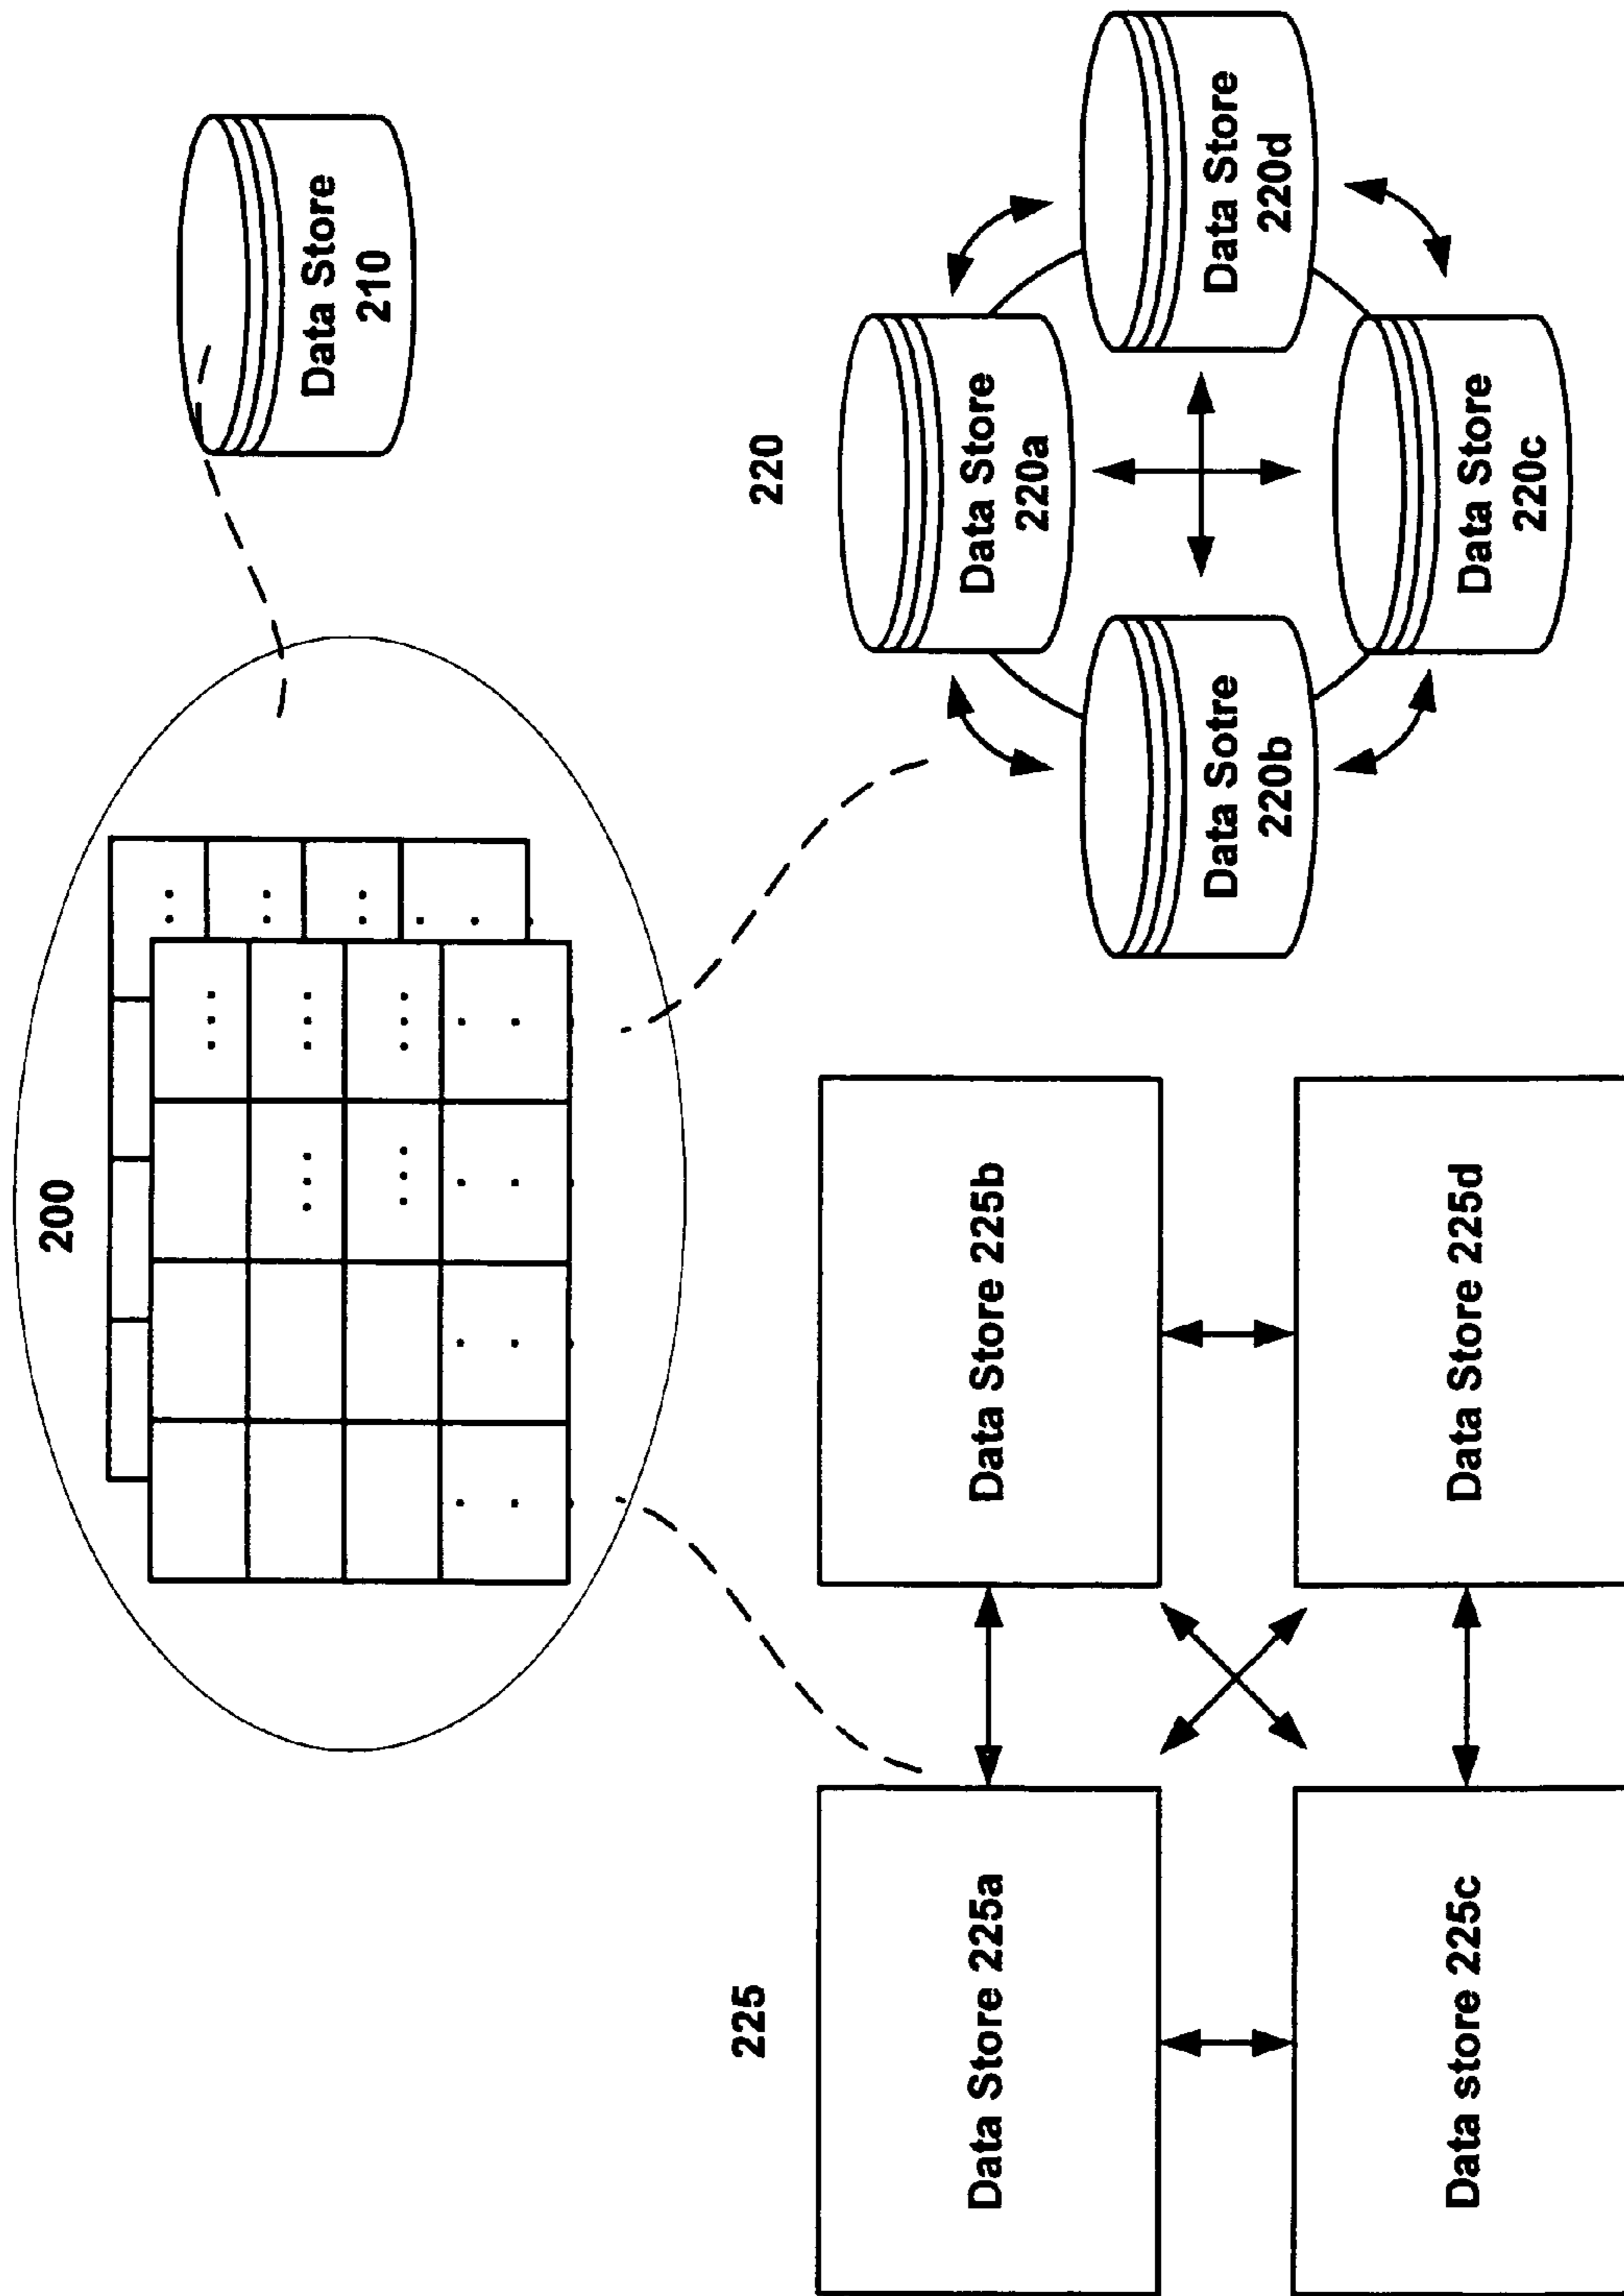 200
Data Store
210
220
Data Store
220a
Data Sotre
220b
Data Store
220d
Data Store
220c
225
Data Store 225a
Data Store 225b
Data store 225c
Data Store 225d